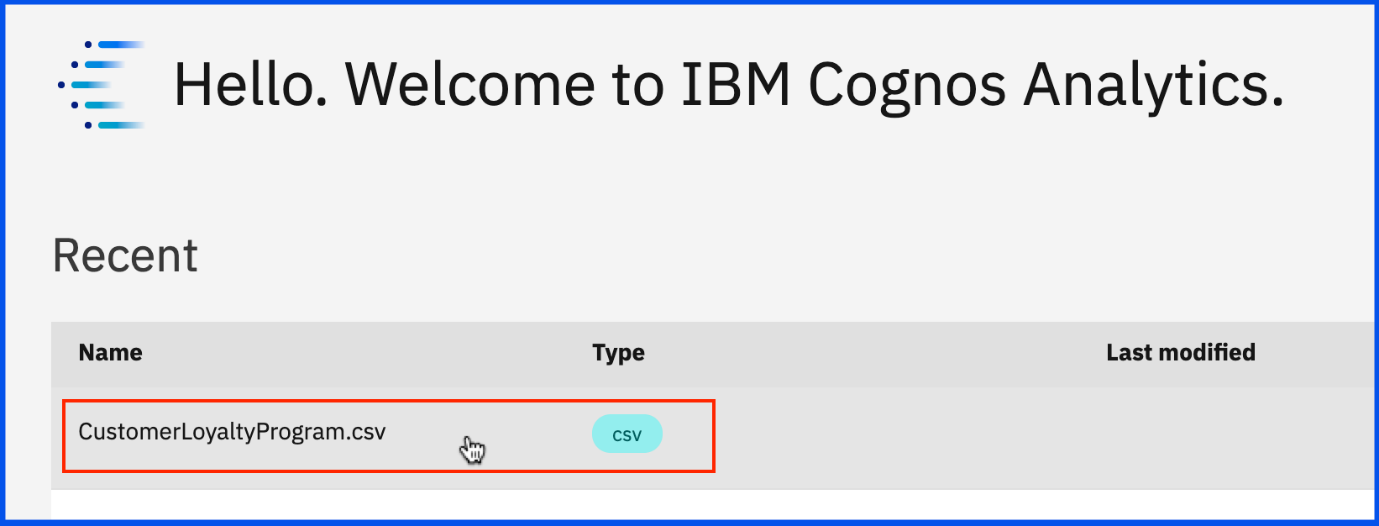 Hello. Welcome to IBM Cognos Analytics.
Recent
Name Type Last modified
CustomerLoyaltyProgram.csv csv